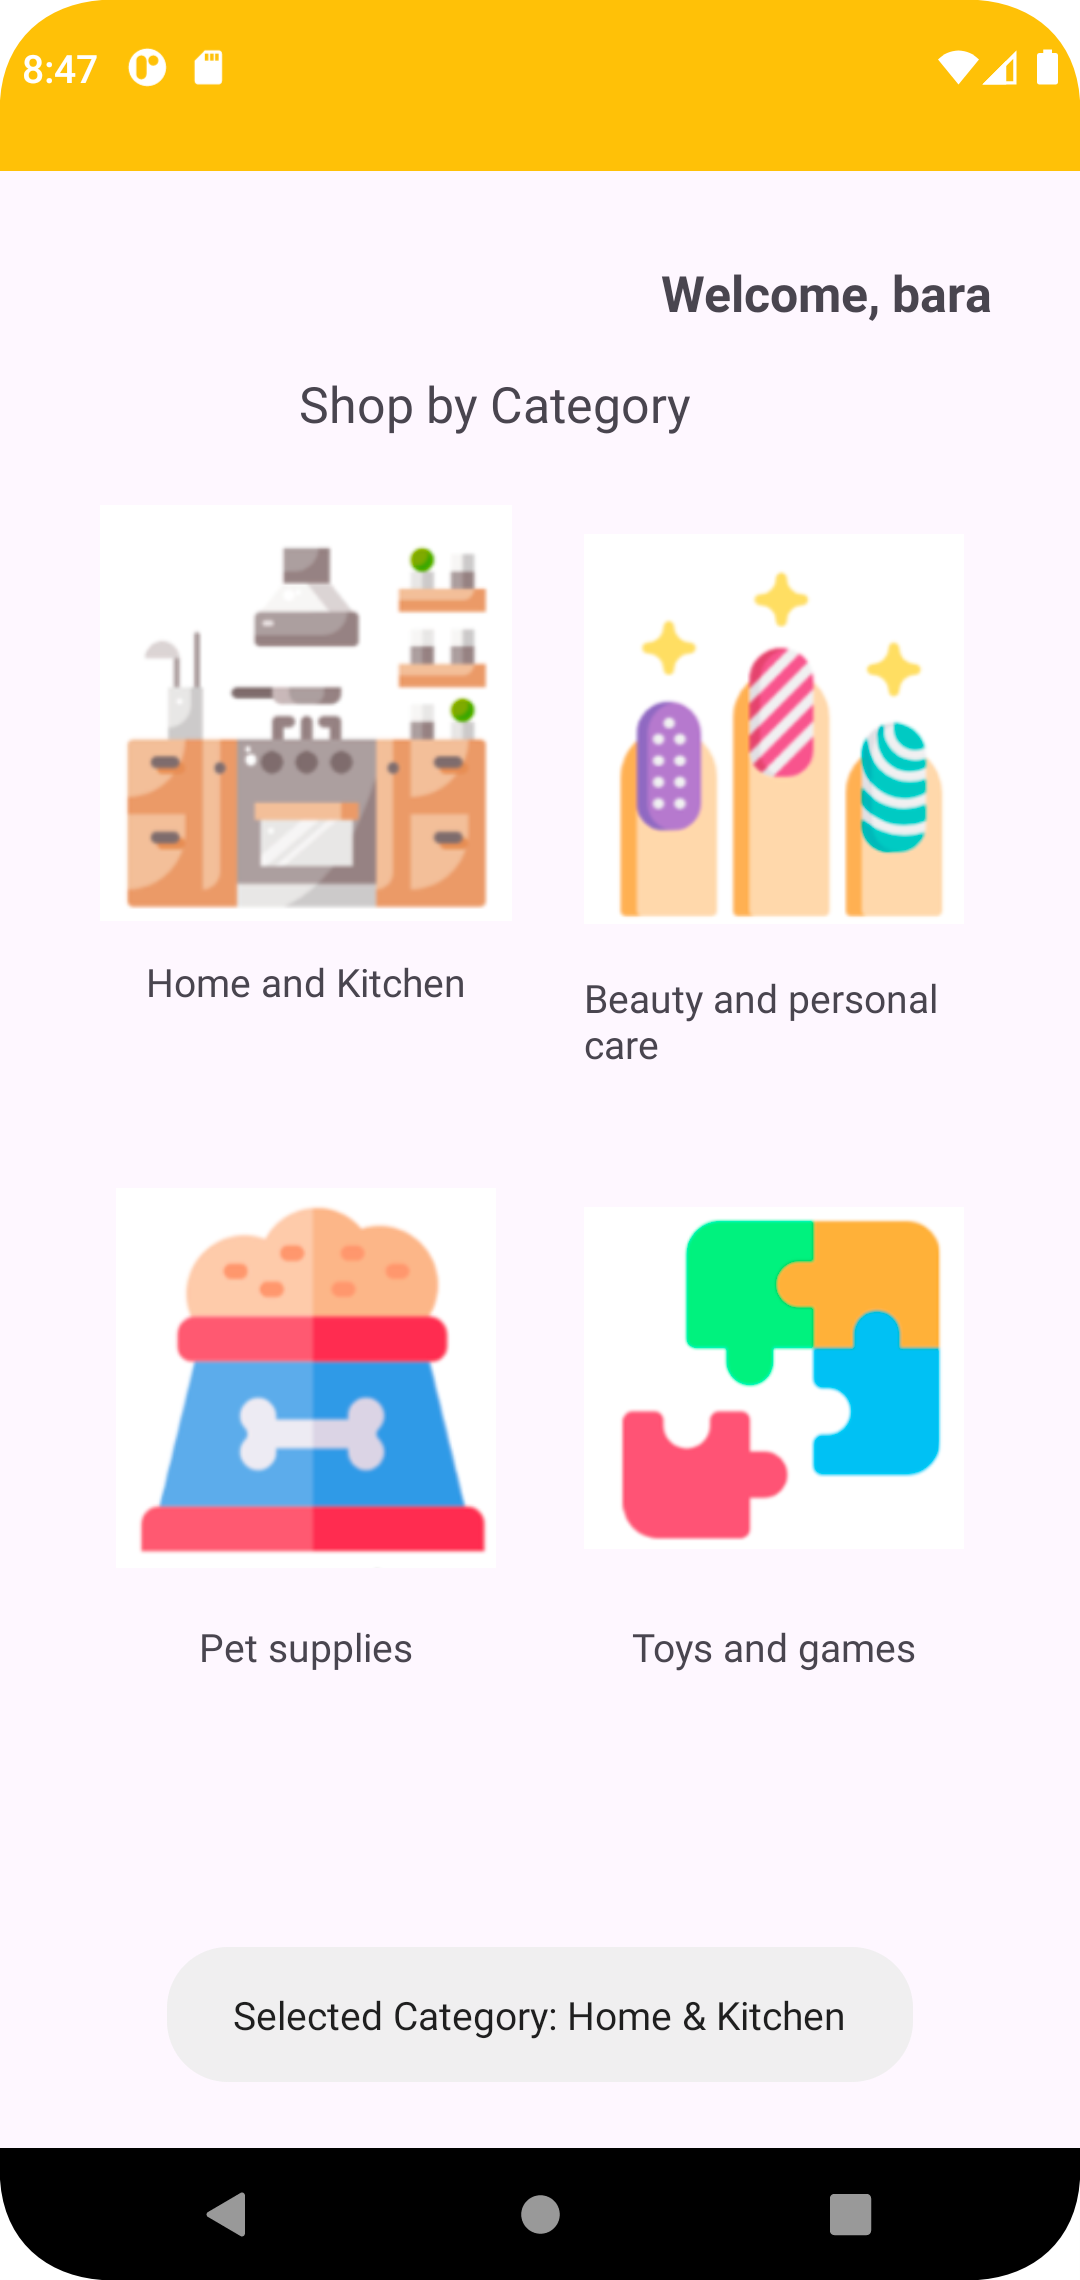 8:47
Welcome, bara
Shop by Category
Home and Kitchen
Beauty and personal
care
Pet supplies
Toys and games
Selected Category: Home & Kitchen